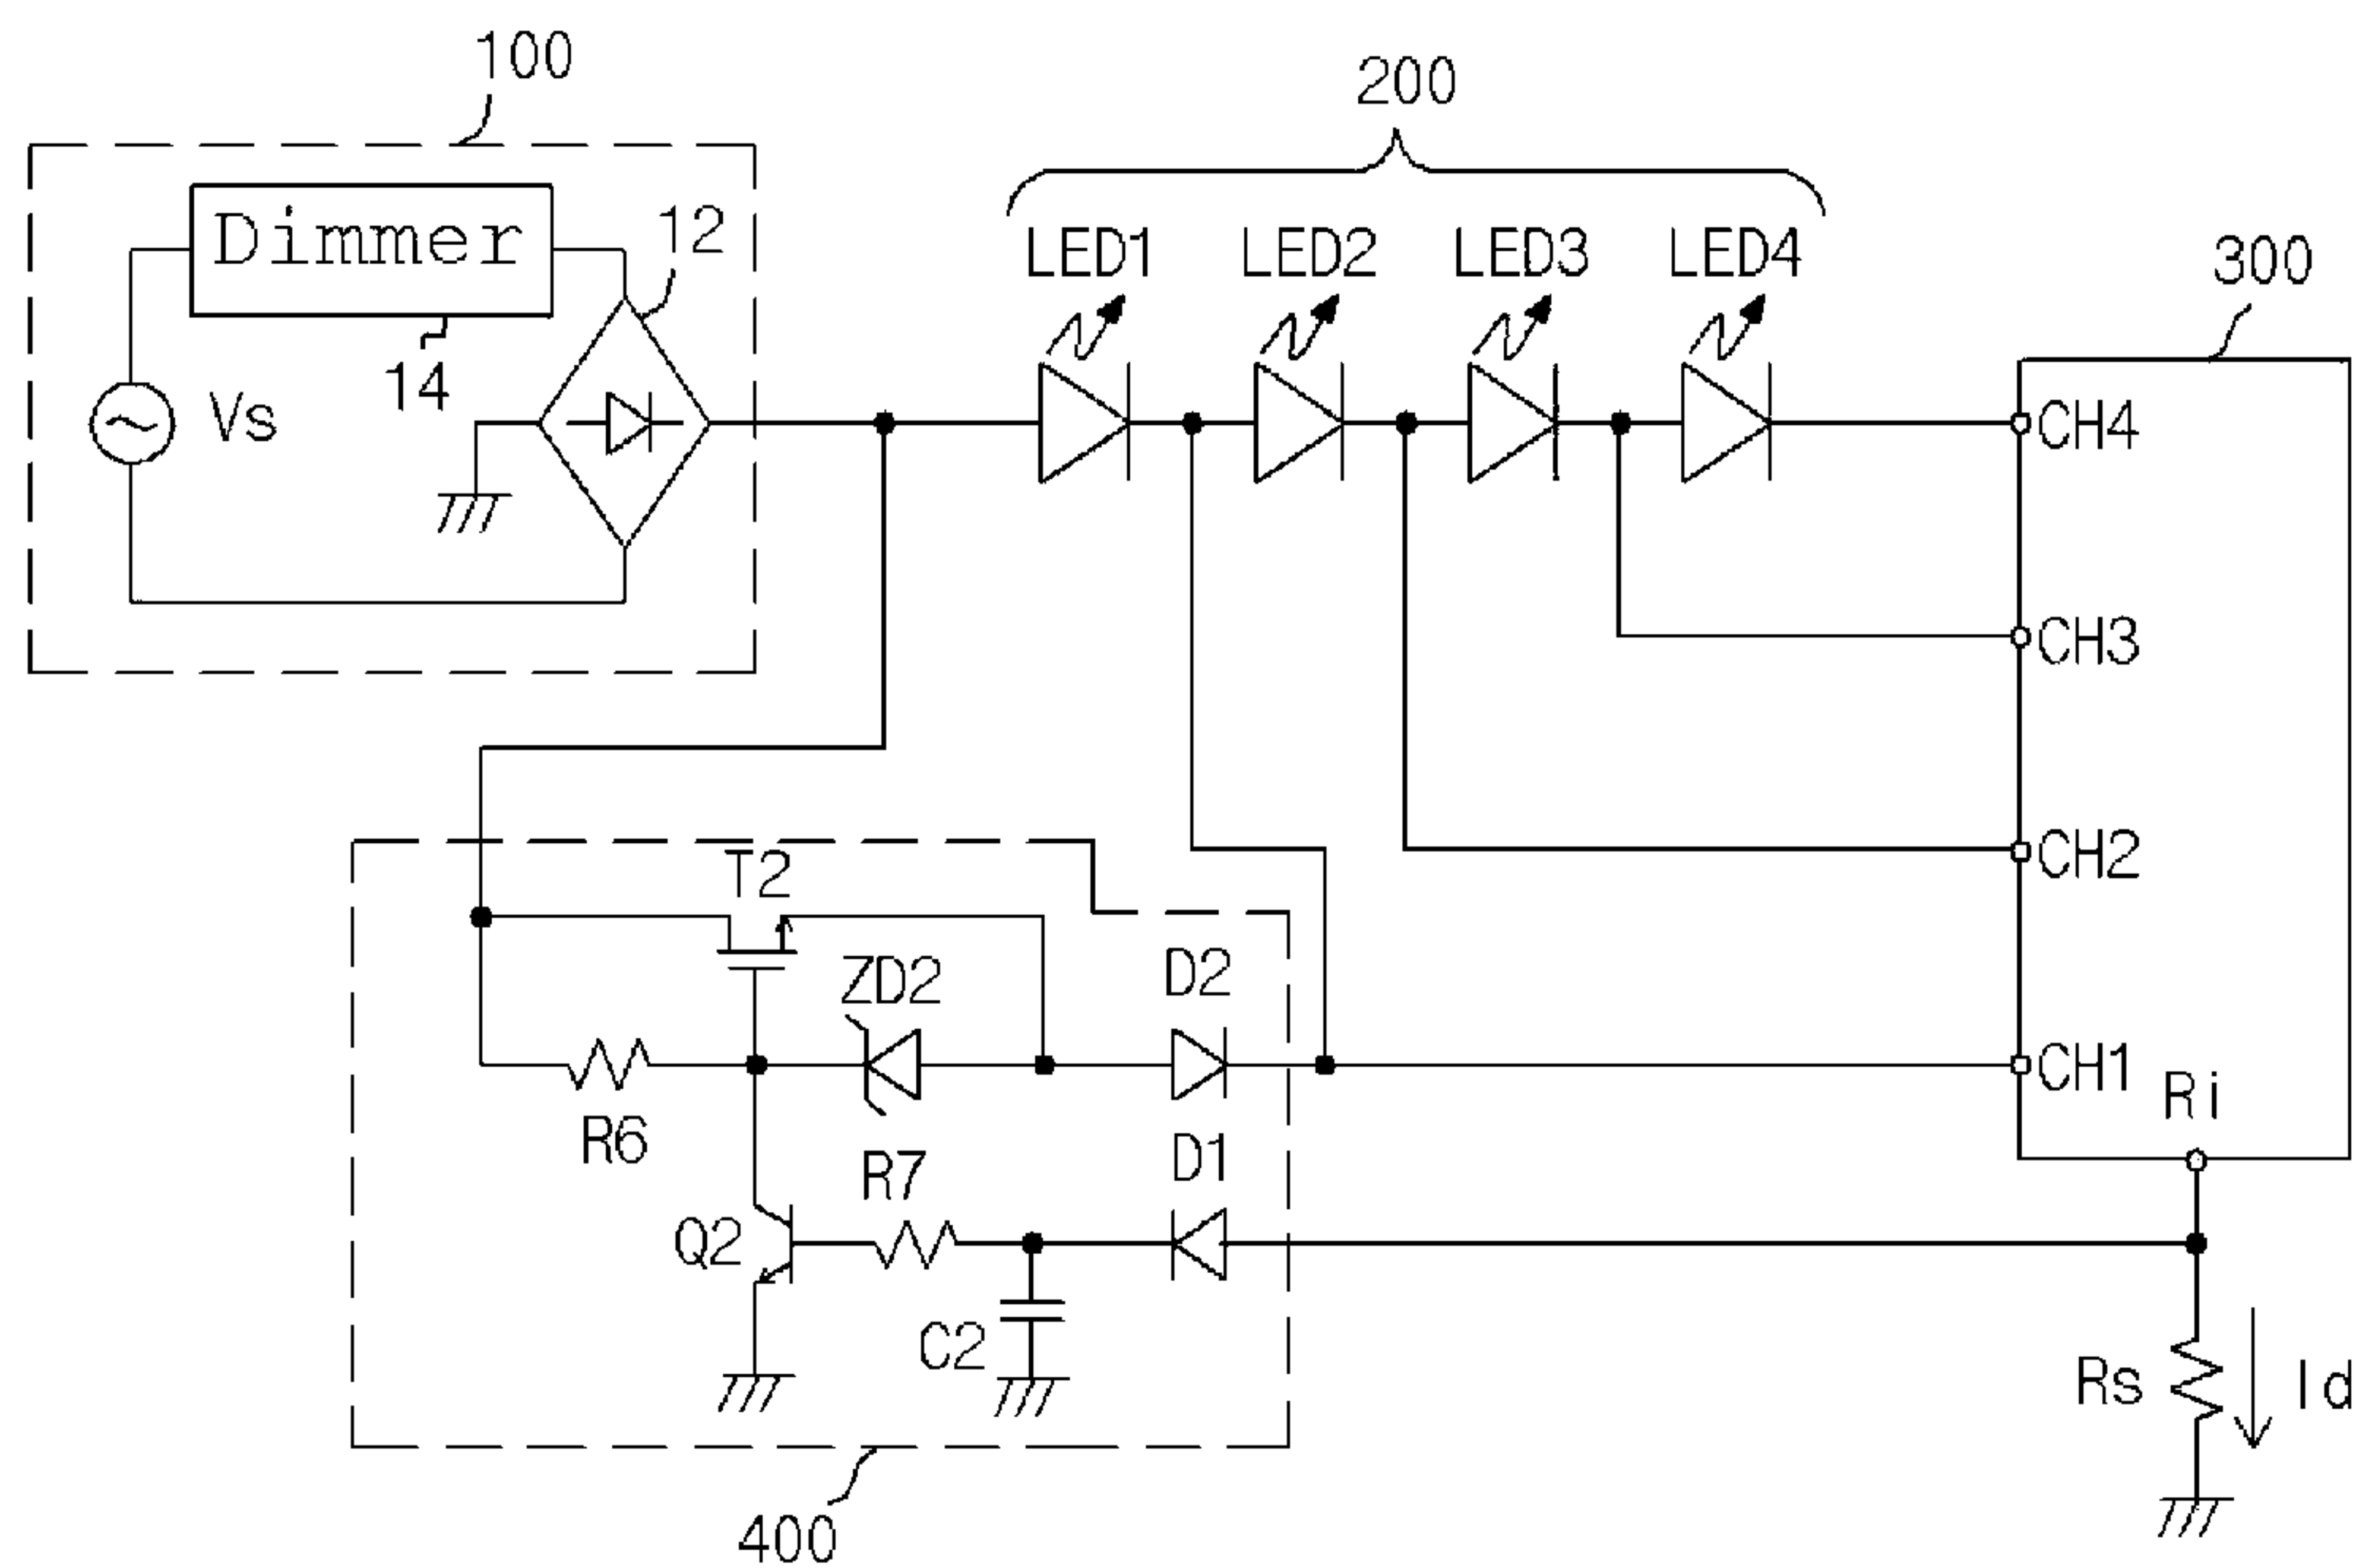 100
200
Dimmer
12
LED1 LED2 LED3 LED4
300
14
Vs
CH4
CH3
T2
CH2
ZD2
D2
CH1
Ri
R6
R7
D1
Q2
C2
Rs
Id
400